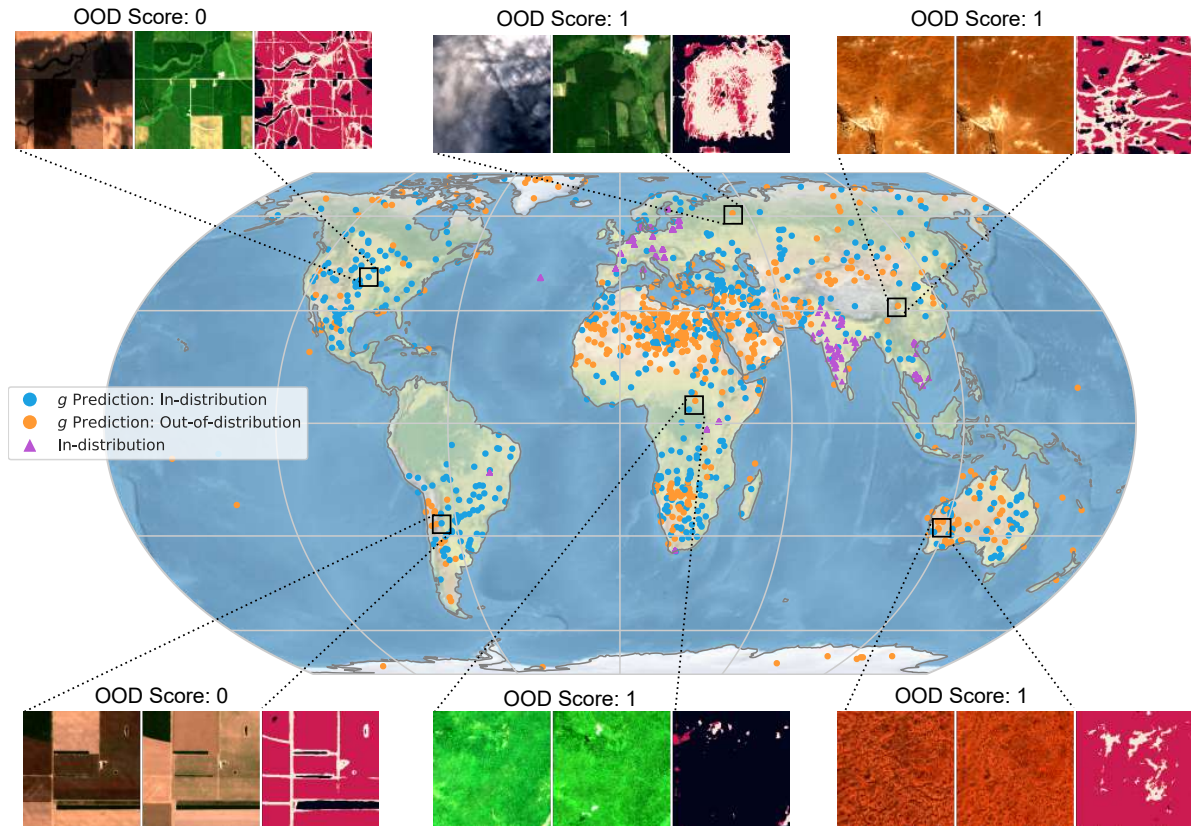 OOD Score: 0
OOD Score: 1
OOD Score: 1
g Prediction: In-distribution
g Prediction: Out-of-distribution
In-distribution
OOD Score: 0
OOD Score: 1
OOD Score: 1